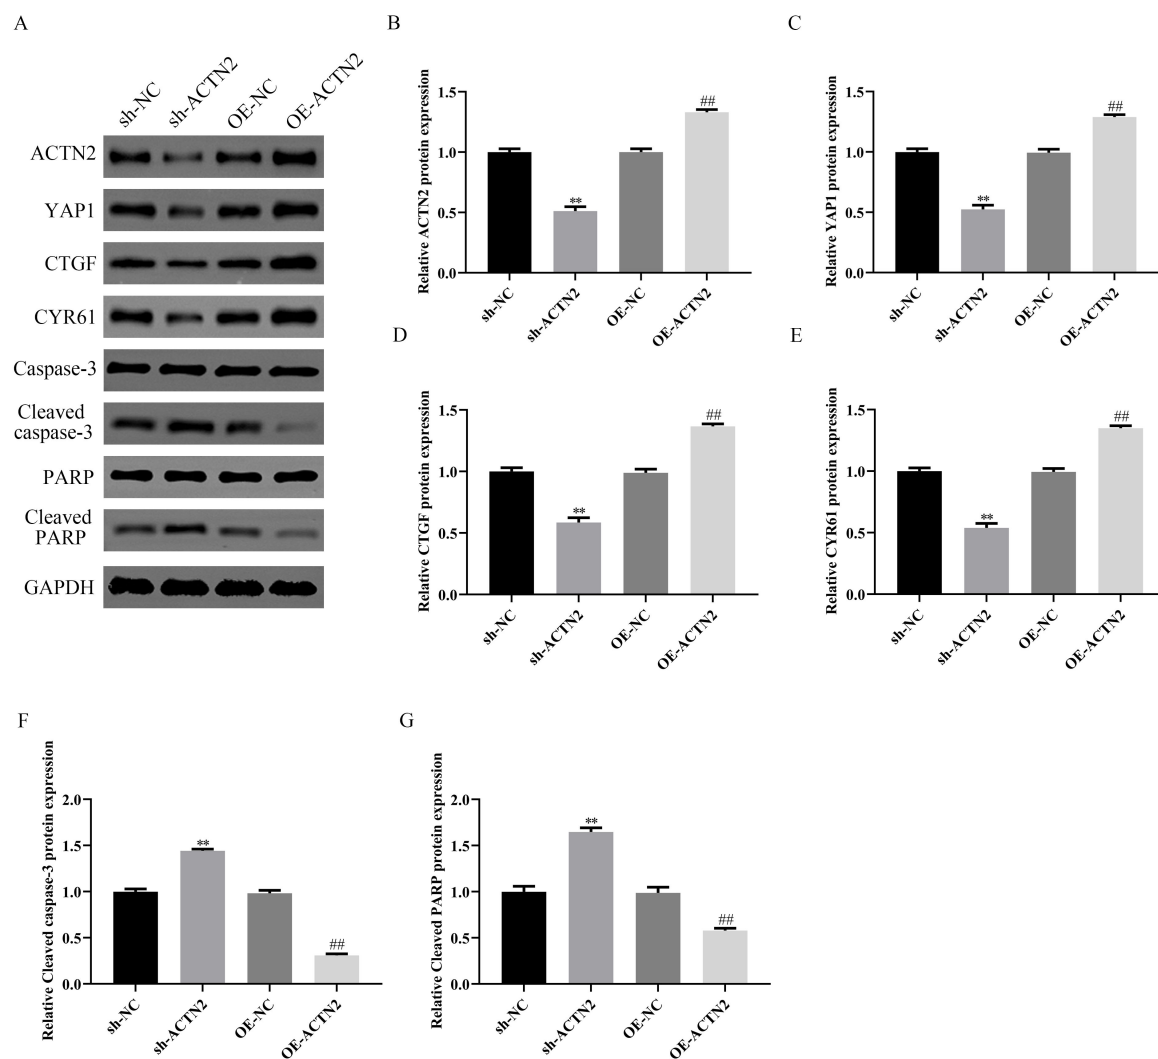 A
sh-NC
sh-ACTN2
OE-NC
OE-ACTN2
ACTN2
YAP1
CTGF
CYR61
Caspase-3
Cleaved
caspase-3
PARP
Cleaved
PARP
GAPDH
B
Relative ACTN2 protein expression
1.5
1.0
0.5
0.0
**
##
sh-NC
sh-ACTN2
OE-NC
OE-ACTN2
C
Relative YAP1 protein expression
1.5
1.0
0.5
0.0
**
##
sh-NC
sh-ACTN2
OE-NC
OE-ACTN2
D
Relative CTGF protein expression
1.5
1.0
0.5
0.0
**
##
sh-NC
sh-ACTN2
OE-NC
OE-ACTN2
E
Relative CYR61 protein expression
1.5
1.0
0.5
0.0
**
##
sh-NC
sh-ACTN2
OE-NC
OE-ACTN2
F
Relative Cleaved caspase-3 protein expression
2.0
1.5
1.0
0.5
0.0
**
##
sh-NC
sh-ACTN2
OE-NC
OE-ACTN2
G
Relative Cleaved PARP protein expression
2.0
1.5
1.0
0.5
0.0
**
##
sh-NC
sh-ACTN2
OE-NC
OE-ACTN2